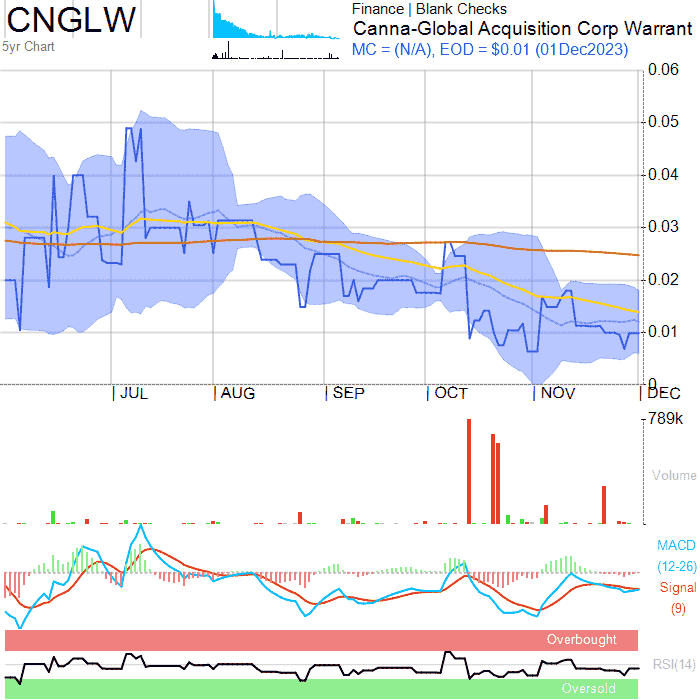 CNGLW
5yr Chart
Finance | Blank Checks
Canna-Global Acquisition Corp Warrant
MC = (N/A), EOD = $0.01 (01Dec2023)
0.06
0.05
0.04
0.03
0.02
0.01
0
JUL AUG SEP OCT NOV DEC
789k
Volume
MACD
(12-26)
Signal
(9)
Overbought
RSI(14)
Oversold